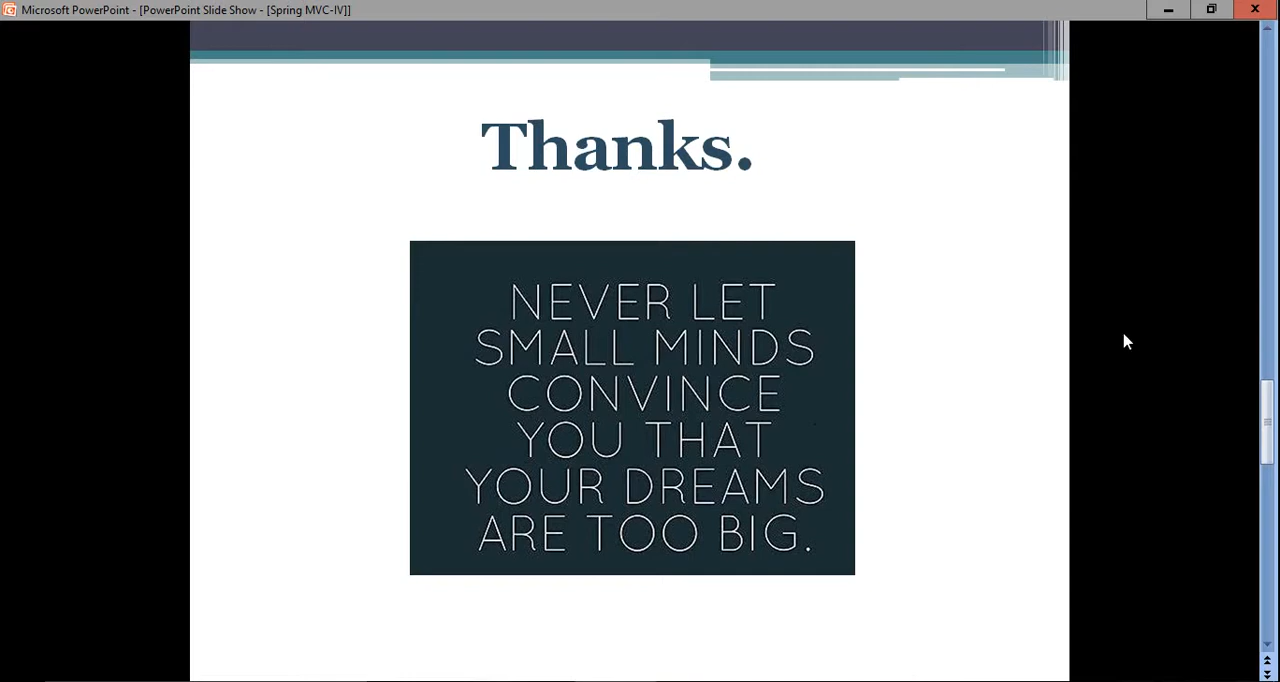 Microsoft PowerPoint - [PowerPoint Slide Show - [Spring MVC-IV]]
Thanks.
NEVER LET
SMALL MINDS
CONVINCE
YOU THAT
YOUR DREAMS
ARE TOO BIG.